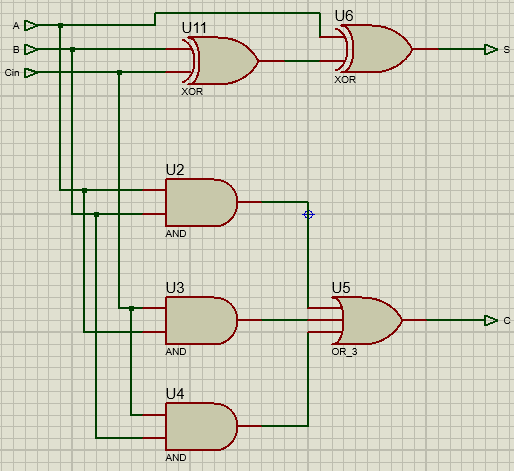 A
B
Cin
U11
XOR
U6
XOR
S
U2
AND
U3
AND
U5
OR_3
C
U4
AND